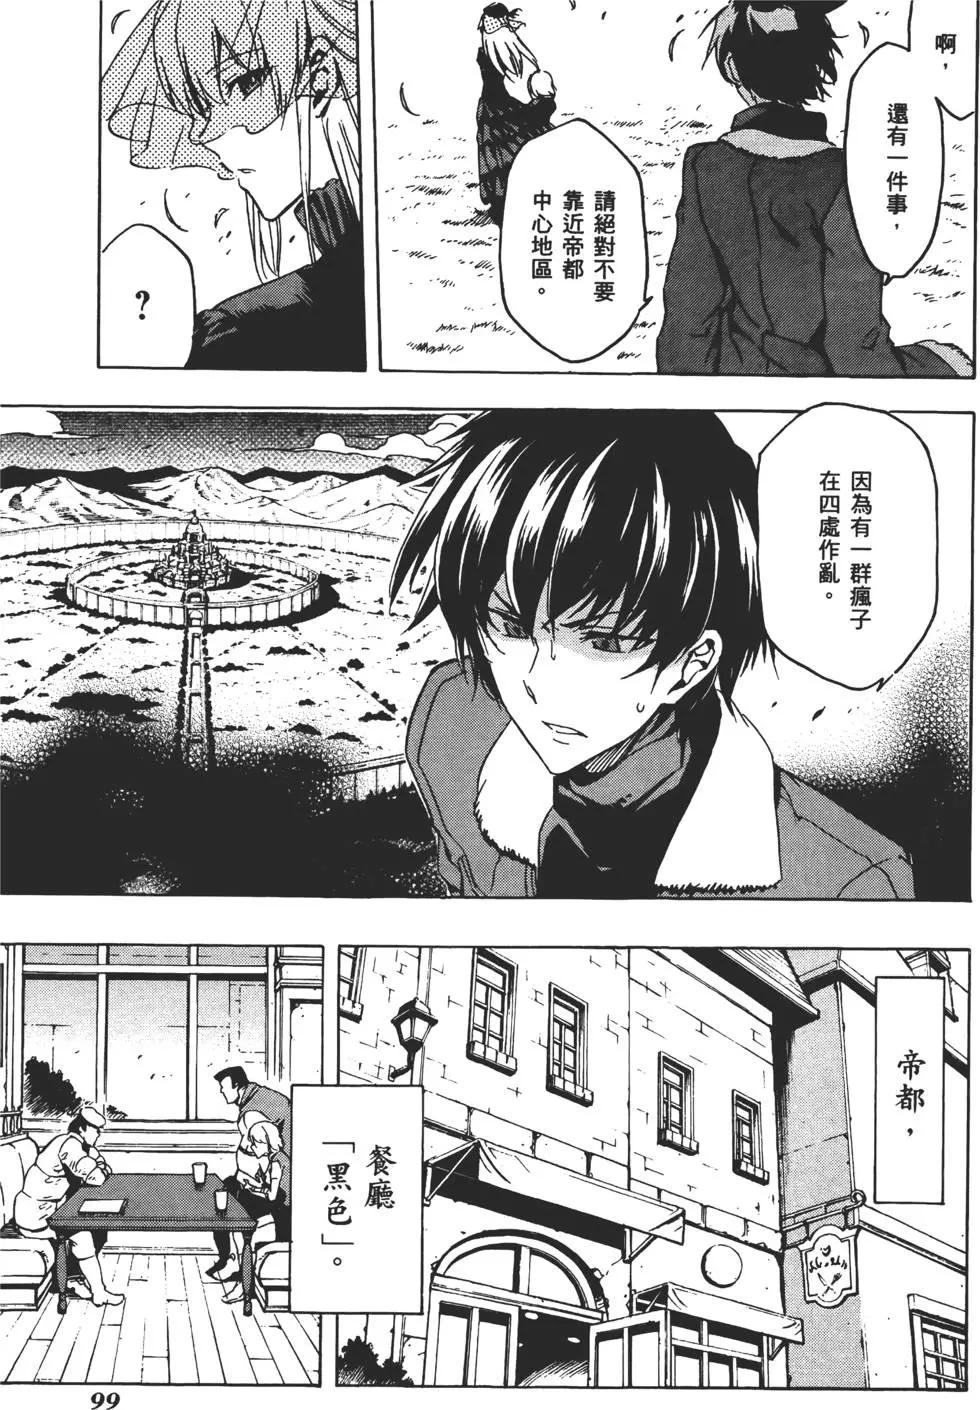 啊，
還有一件事，
請絕對不要
靠近帝都
中心地區。
？
因為有一群瘋子
在四處作亂。
帝都，
餐廳
「黑色」。
99